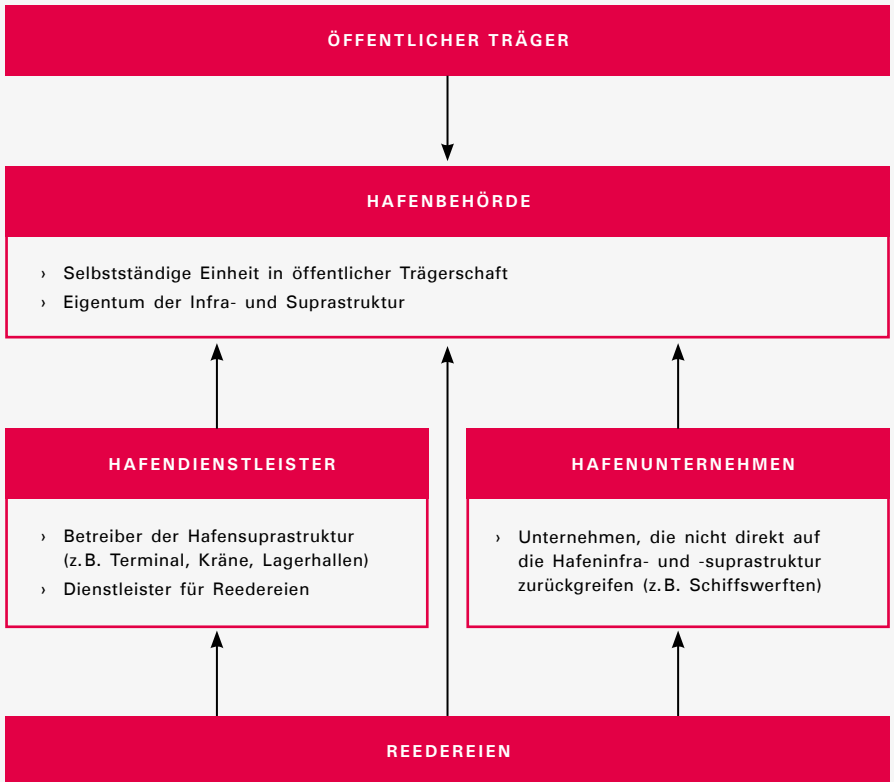 ÖFFENTLICHER TRÄGER
HAFENBEHÖRDE
› Selbstständige Einheit in öffentlicher Trägerschaft
› Eigentum der Infra- und Suprastruktur
HAFENDIENSTLEISTER
› Betreiber der Hafensuprastruktur
(z.B. Terminal, Kräne, Lagerhallen)
› Dienstleister für Reedereien
HAFENUNTERNEHMEN
› Unternehmen, die nicht direkt auf
die Hafeninfra- und -suprastruktur
zurückgreifen (z.B. Schiffswerften)
REEDEREIEN